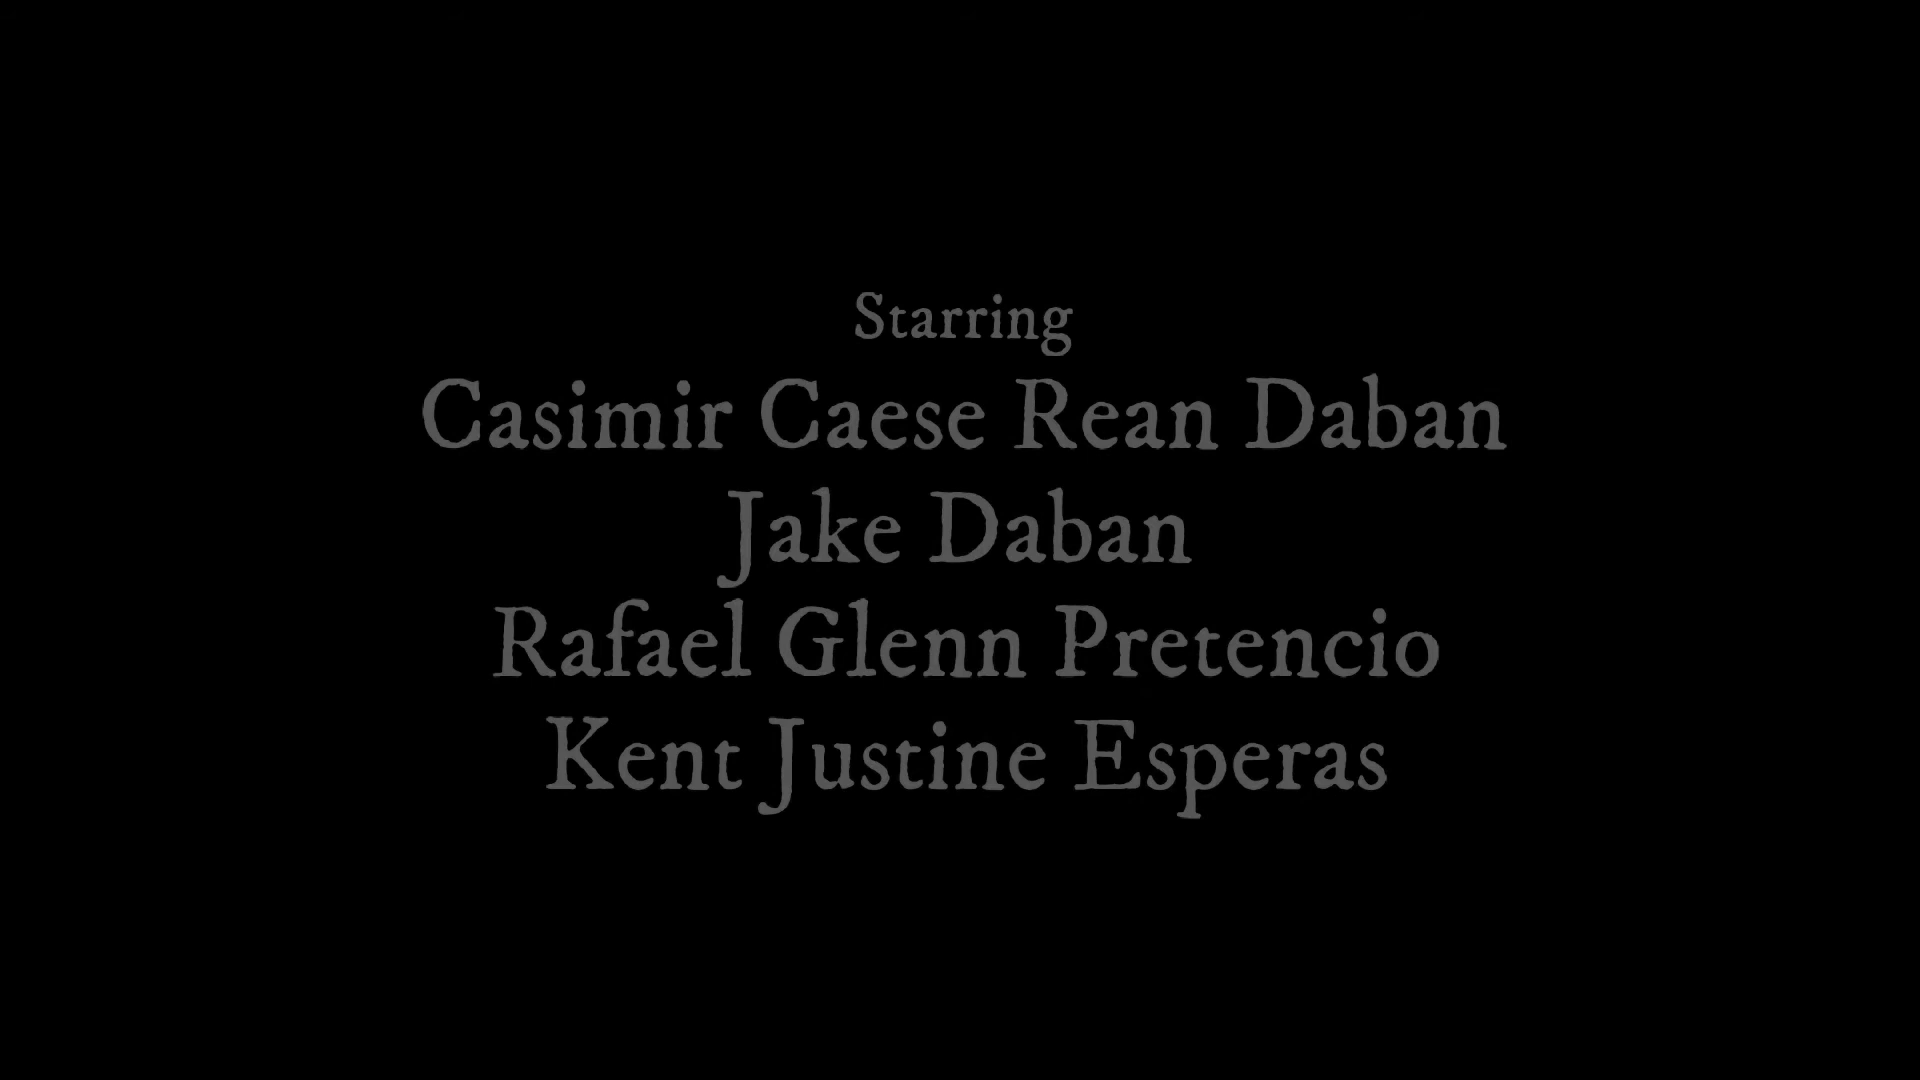 Starring
Casimir Caese Rean Daban
Jake Daban
Rafael Glenn Pretencio
Kent Justine Esperas